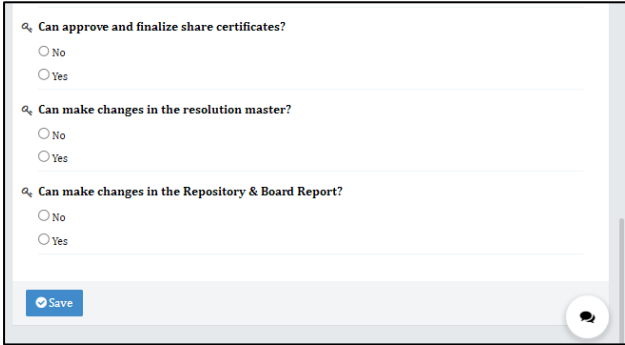 Can approve and finalize share certificates?
No
Yes
Can make changes in the resolution master?
No
Yes
Can make changes in the Repository & Board Report?
No
Yes
Save